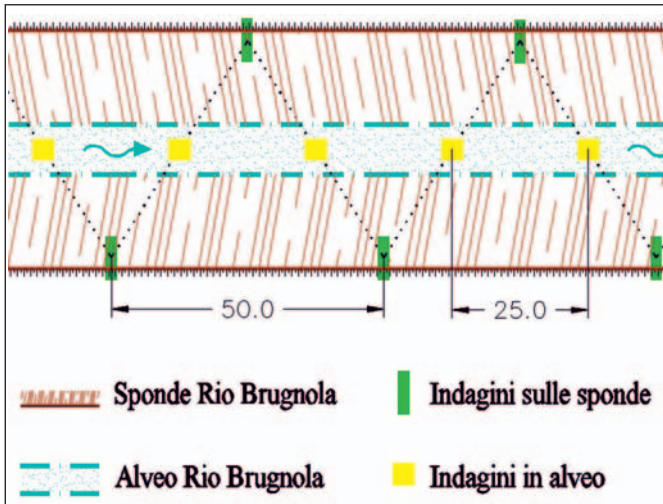 50.0
25.0
Sponde Rio Brugnola
Indagini sulle sponde
Alveo Rio Brugnola
Indagini in alveo